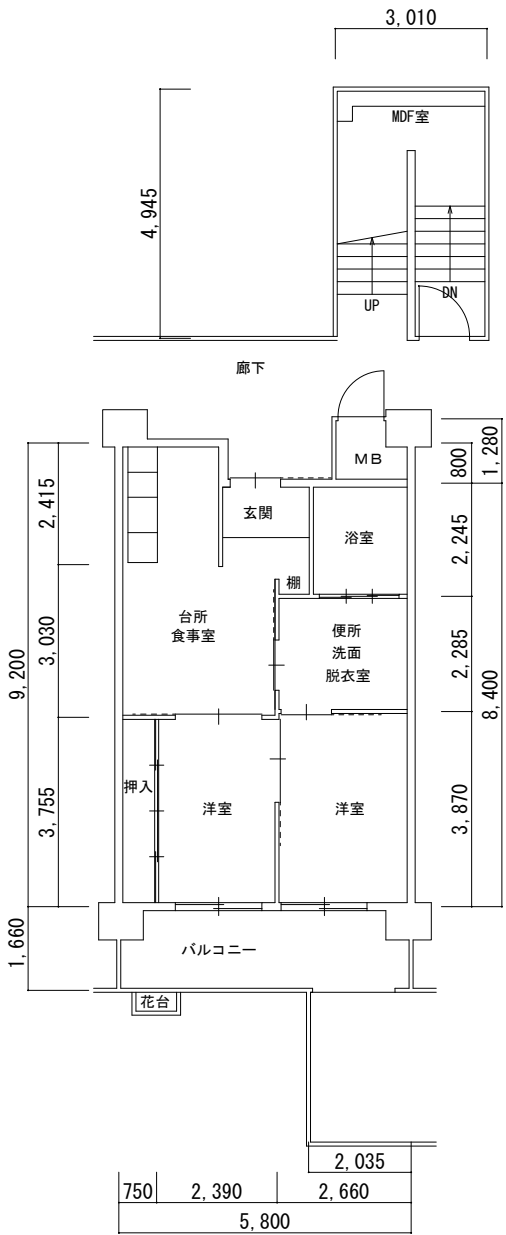 3,010
MDF室
4,945
UP
DN
廊下
MB
800
1,280
2,415
玄関
浴室
2,245
棚
台所
食事室
便所
洗面
脱衣室
3,030
2,285
9,200
8,400
押入
洋室
洋室
3,755
3,870
バルコニー
1,660
花台
2,035
750
2,390
2,660
5,800